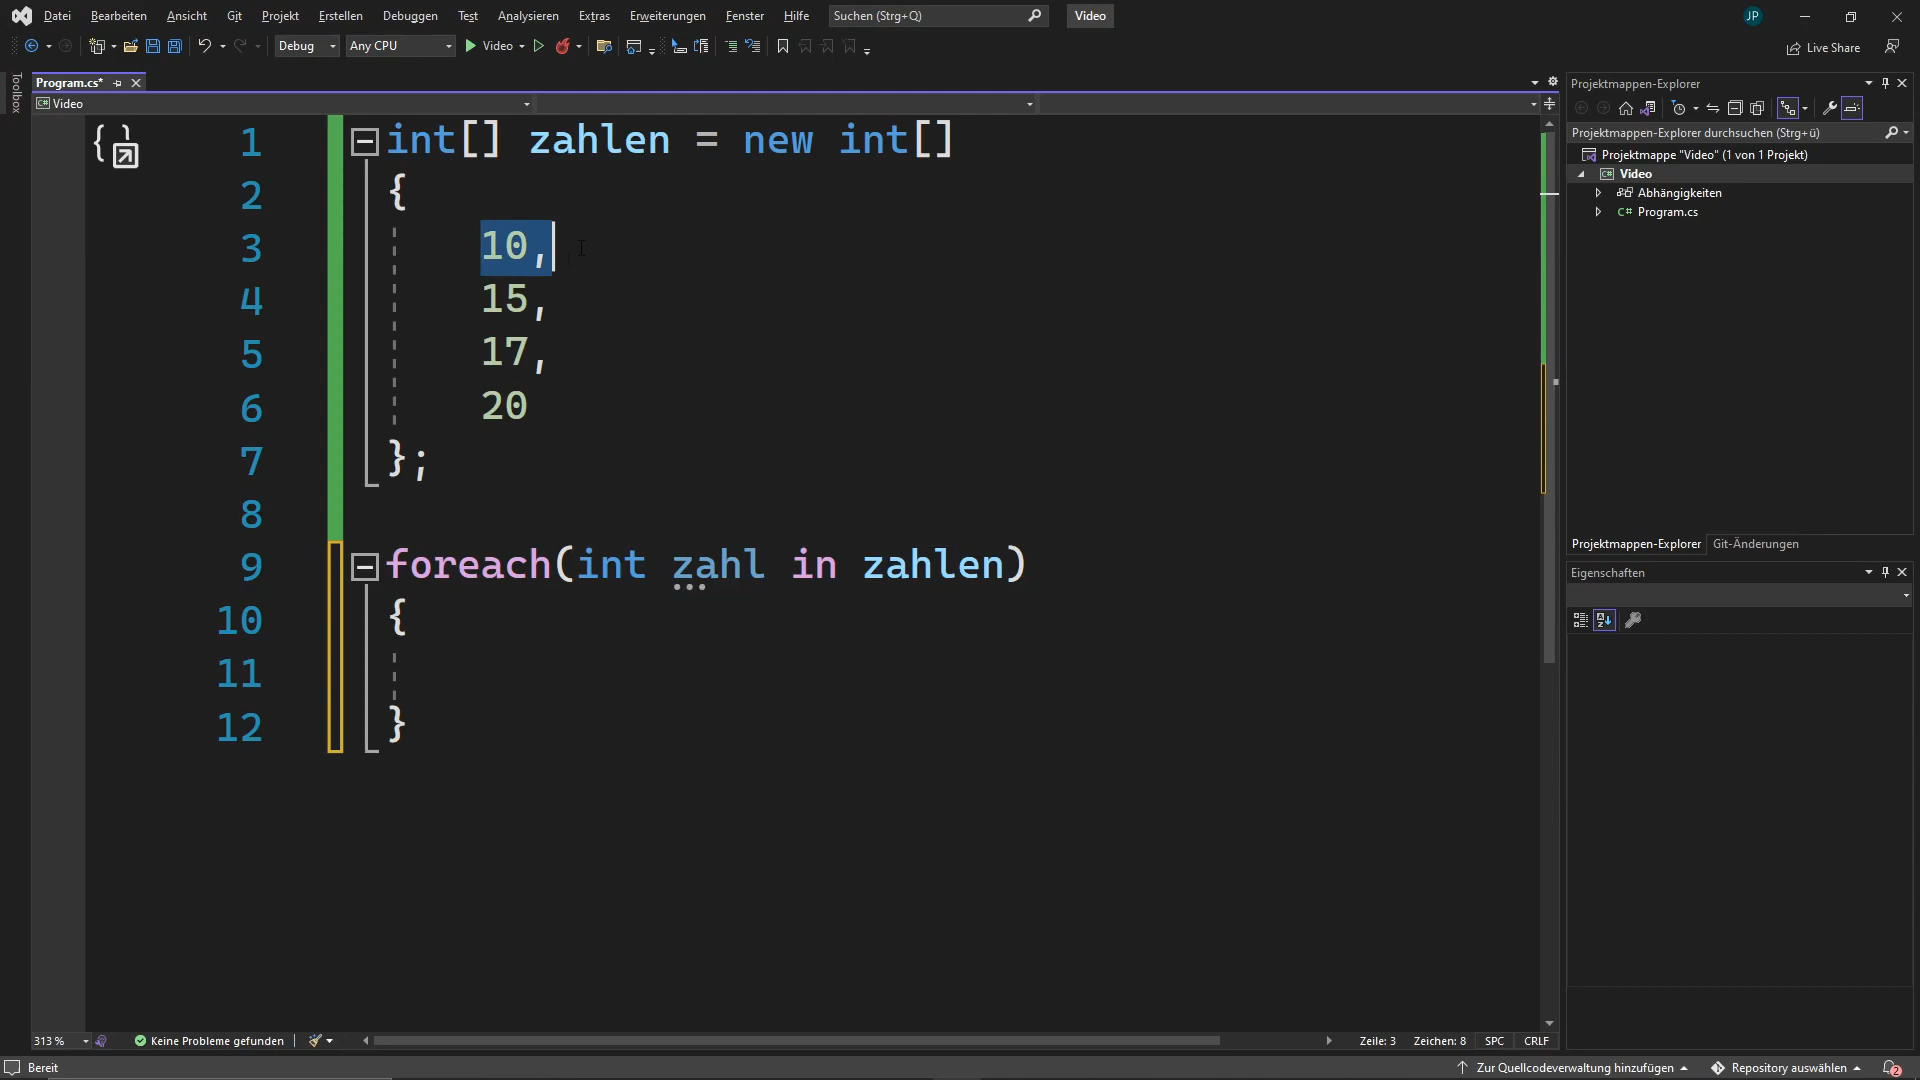 Datei Bearbeiten Ansicht Git Projekt Erstellen Debuggen Test Analysieren Extras Erweiterungen Fenster Hilfe Suchen (Strg+Q) Video JP
Debug Any CPU Video Live Share
Toolbox
Program.cs*
C# Video
1 int[] zahlen = new int[]
2 {
3 10,
4 15,
5 17,
6 20
7 };
8
9 foreach(int zahl in zahlen)
10 {
11
12 }
Projektmappen-Explorer
Projektmappen-Explorer durchsuchen (Strg+ü)
Projektmappe "Video" (1 von 1 Projekt)
C# Video
Abhängigkeiten
C# Program.cs
Projektmappen-Explorer Git-Änderungen
Eigenschaften
313 % Keine Probleme gefunden Zeile: 3 Zeichen: 8 SPC CRLF
Bereit Zur Quellcodeverwaltung hinzufügen Repository auswählen 2